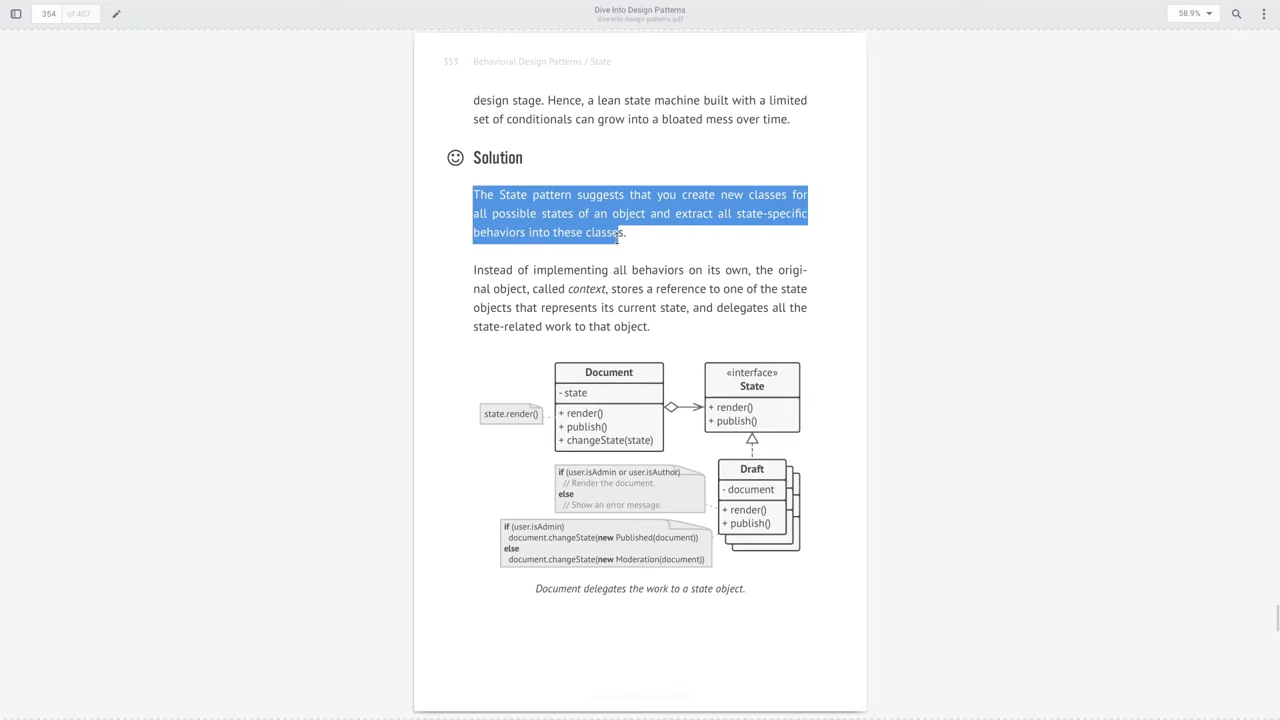 354 of 407
Dive Into Design Patterns
dive-into-design-patterns.pdf
58.9%
353 Behavioral Design Patterns / State
design stage. Hence, a lean state machine built with a limited
set of conditionals can grow into a bloated mess over time.
Solution
The State pattern suggests that you create new classes for
all possible states of an object and extract all state-specific
behaviors into these classes.
Instead of implementing all behaviors on its own, the origi-
nal object, called context, stores a reference to one of the state
objects that represents its current state, and delegates all the
state-related work to that object.
Document
- state
+ render()
+ publish()
+ changeState(state)
state.render()
«interface»
State
+ render()
+ publish()
Draft
- document
+ render()
+ publish()
if (user.isAdmin or user.isAuthor)
// Render the document.
else
// Show an error message.
if (user.isAdmin)
document.changeState(new Published(document))
else
document.changeState(new Moderation(document))
Document delegates the work to a state object.